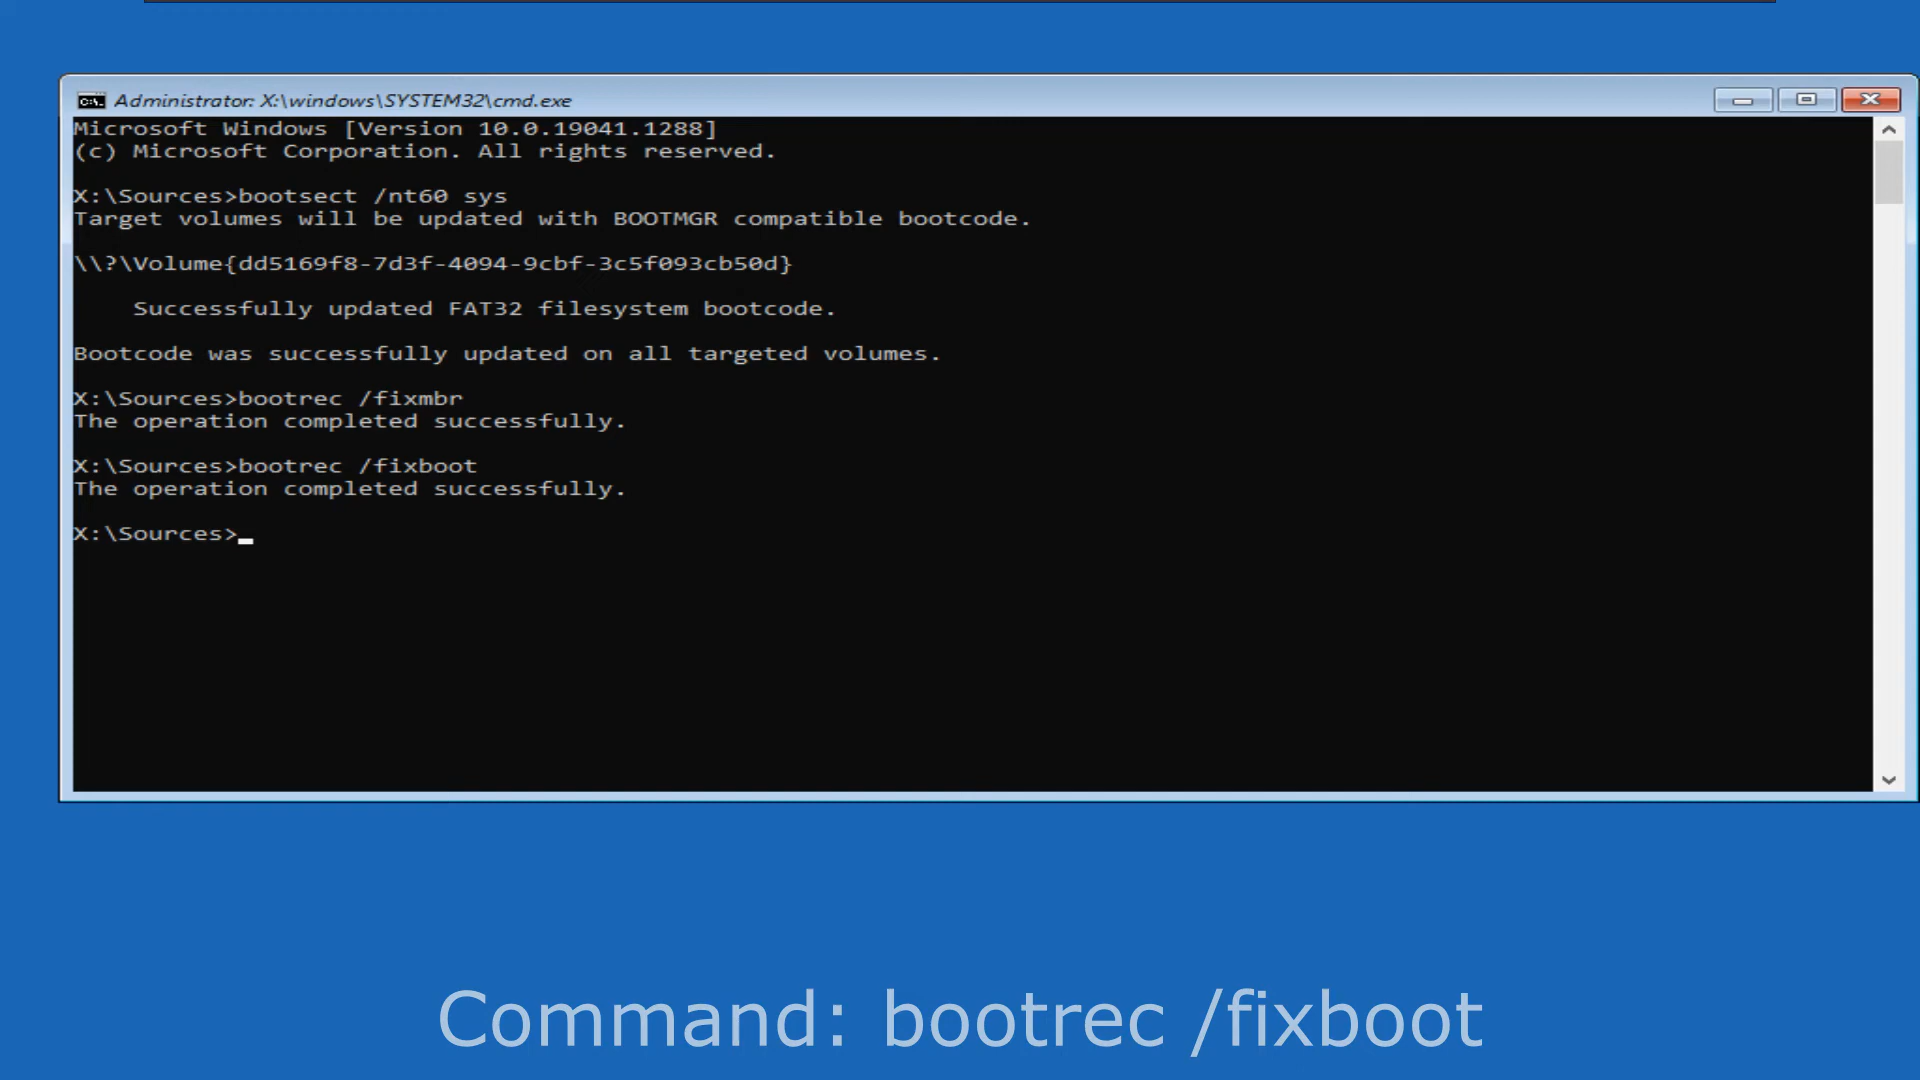 Administrator: X:\windows\SYSTEM32\cmd.exe
Microsoft Windows [Version 10.0.19041.1288]
(c) Microsoft Corporation. All rights reserved.
X:\Sources>bootsect /nt60 sys
Target volumes will be updated with BOOTMGR compatible bootcode.
\\?\Volume{dd5169f8-7d3f-4094-9cbf-3c5f093cb50d}
Successfully updated FAT32 filesystem bootcode.
Bootcode was successfully updated on all targeted volumes.
X:\Sources>bootrec /fixmbr
The operation completed successfully.
X:\Sources>bootrec /fixboot
The operation completed successfully.
X:\Sources>
Command: bootrec /fixboot